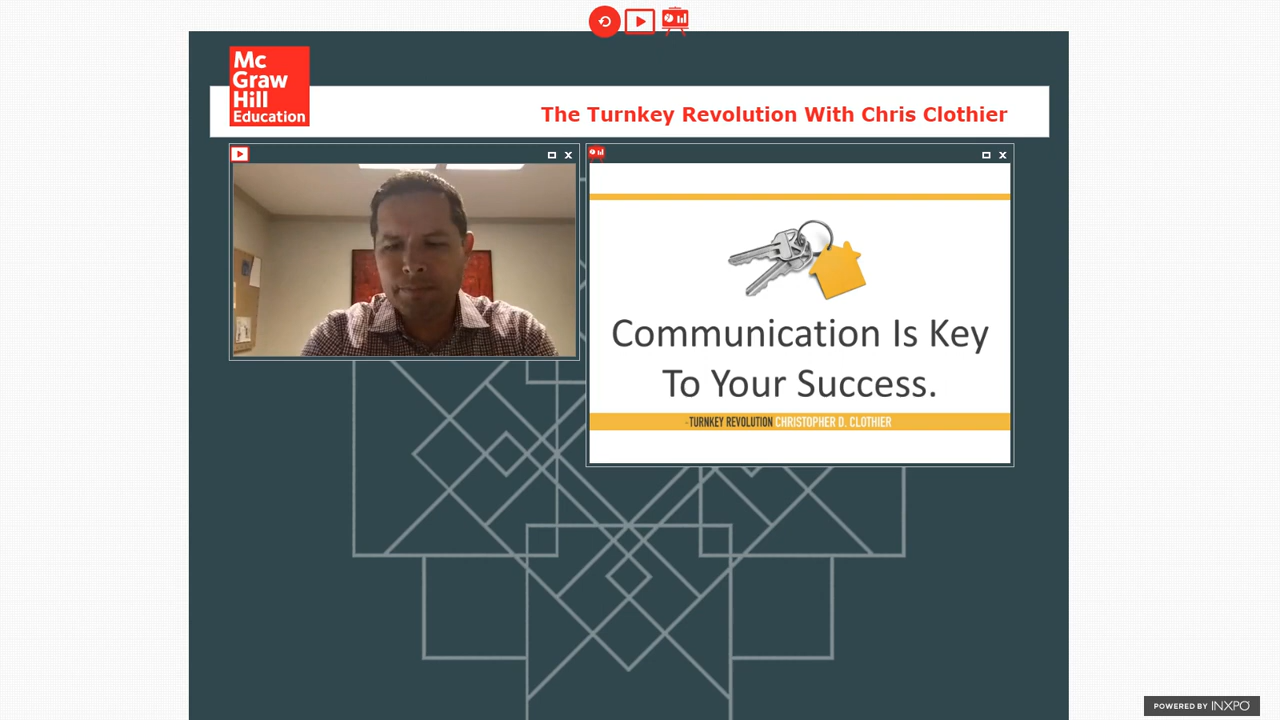 Mc
Graw
Hill
Education
The Turnkey Revolution With Chris Clothier
Communication Is Key
To Your Success.
- TURNKEY REVOLUTION CHRISTOPHER D. CLOTHIER
POWERED BY INXPO